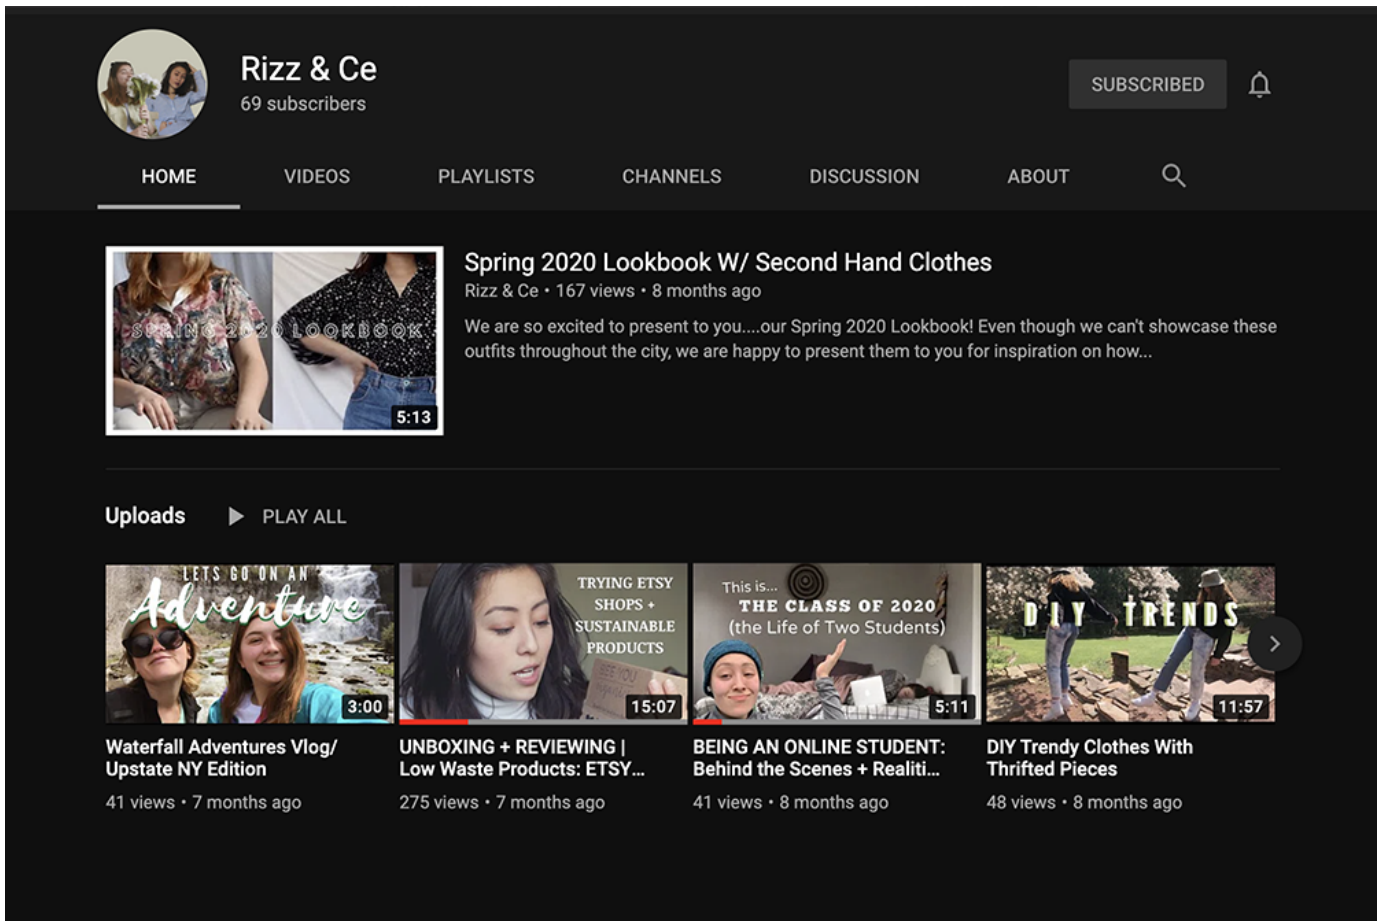 Rizz & Ce
69 subscribers
SUBSCRIBED
HOME
VIDEOS
PLAYLISTS
CHANNELS
DISCUSSION
ABOUT
SPRING 2020 LOOKBOOK
5:13
Spring 2020 Lookbook W/ Second Hand Clothes
Rizz & Ce • 167 views • 8 months ago
We are so excited to present to you....our Spring 2020 Lookbook! Even though we can't showcase these
outfits throughout the city, we are happy to present them to you for inspiration on how...
Uploads
PLAY ALL
LETS GO ON AN
Adventure
3:00
Waterfall Adventures Vlog/
Upstate NY Edition
41 views • 7 months ago
TRYING ETSY
SHOPS +
SUSTAINABLE
PRODUCTS
SEE YOU
15:07
UNBOXING + REVIEWING |
Low Waste Products: ETSY...
275 views • 7 months ago
This is...
THE CLASS OF 2020
(the Life of Two Students)
5:11
BEING AN ONLINE STUDENT:
Behind the Scenes + Realiti...
41 views • 8 months ago
DIY TRENDS
11:57
DIY Trendy Clothes With
Thrifted Pieces
48 views • 8 months ago